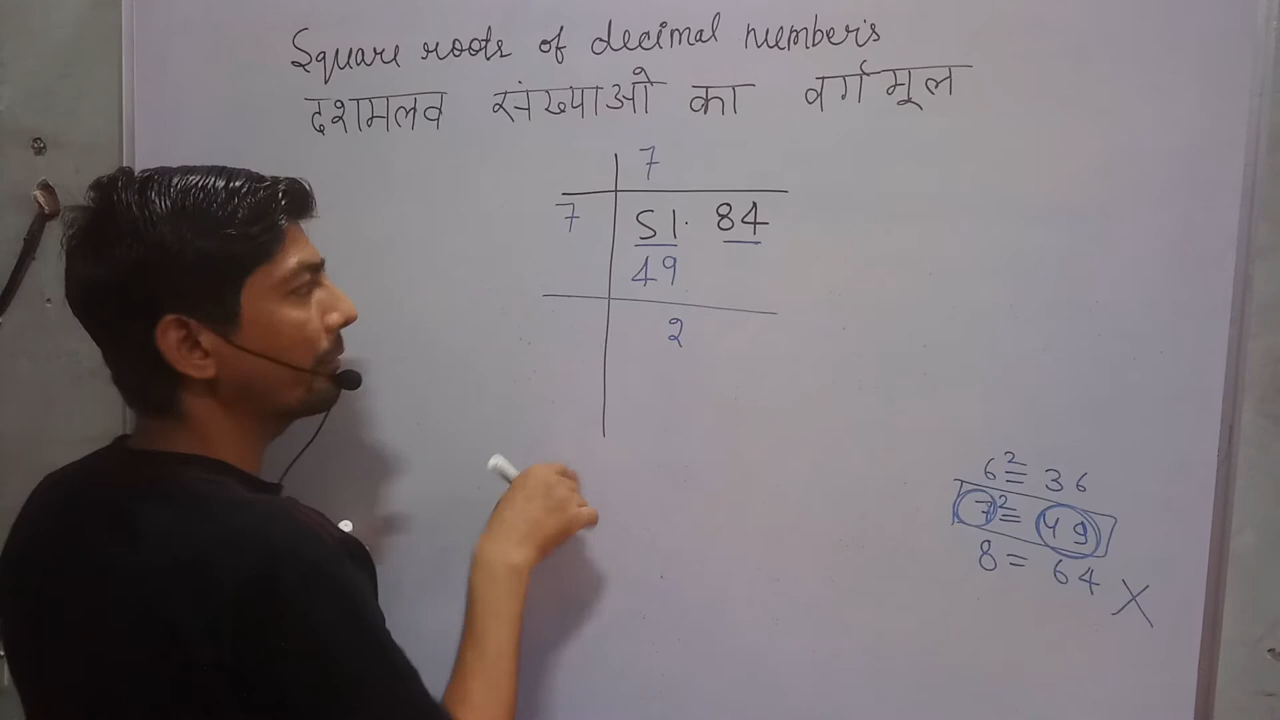 Square roots of decimal number's
दशमलव संख्याओ का वर्गमूल
7
7 51. 84
49
2
6² = 36
7² = 49
8 = 64 X